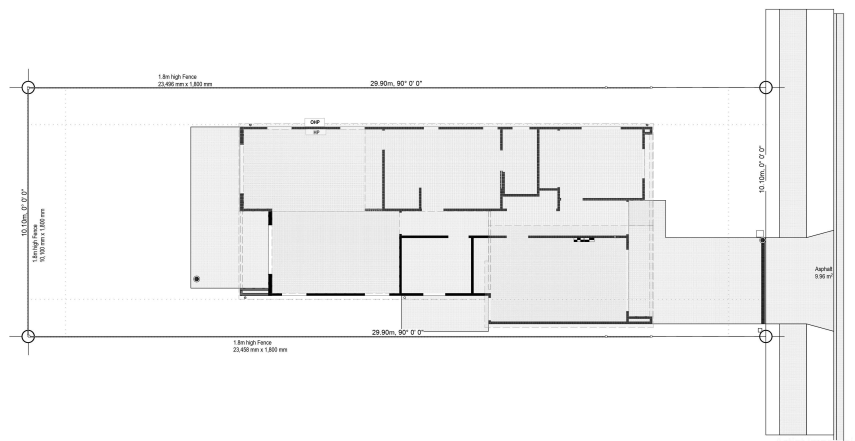 1.8m high Fence
23,496 mm x 1,800 mm
29.90m, 90° 0' 0"
OHP
HP
10.10m, 0° 0' 0"
1.8m high Fence
10,100 mm x 1,800 mm
10.10m, 0° 0' 0"
Asphalt
9.96 m²
29.90m, 90° 0' 0"
1.8m high Fence
23,458 mm x 1,800 mm